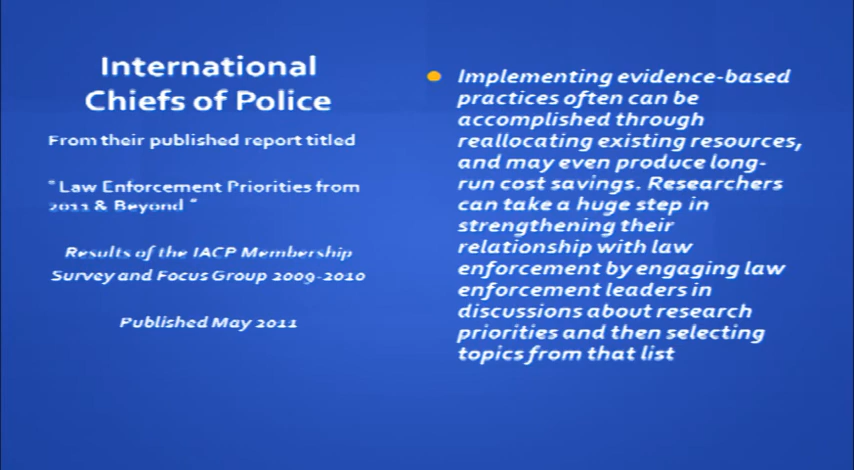 International
Chiefs of Police
From their published report titled
“ Law Enforcement Priorities from
2011 & Beyond “
Results of the IACP Membership
Survey and Focus Group 2009-2010
Published May 2011
Implementing evidence-based
practices often can be
accomplished through
reallocating existing resources,
and may even produce long-
run cost savings. Researchers
can take a huge step in
strengthening their
relationship with law
enforcement by engaging law
enforcement leaders in
discussions about research
priorities and then selecting
topics from that list